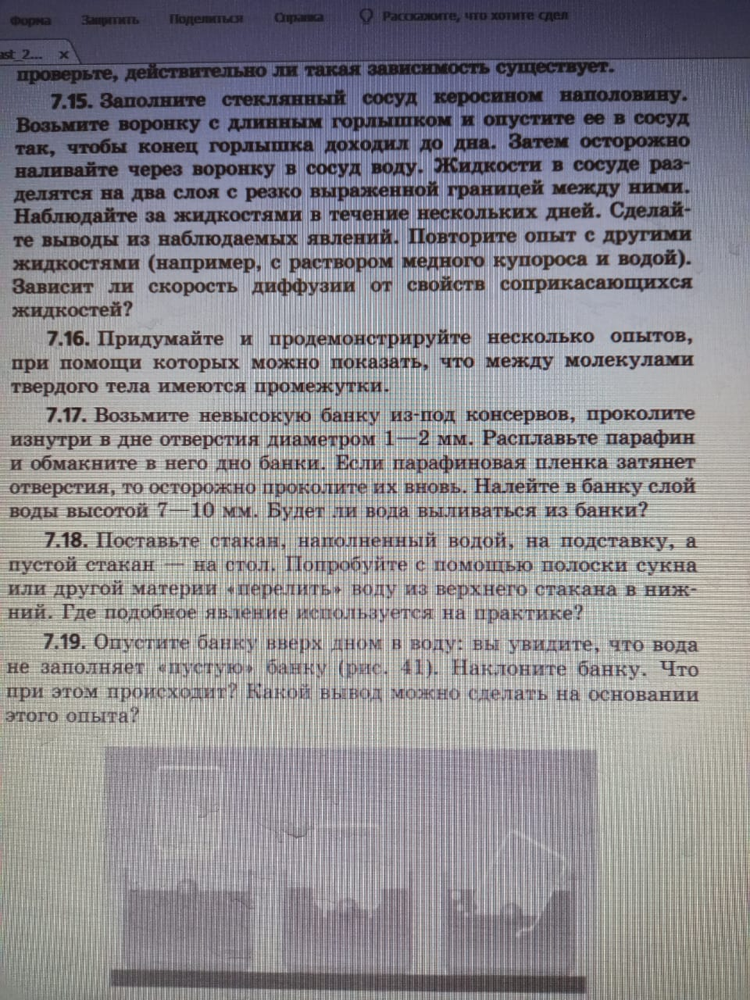 Форма Защитить Поделиться Справка Расскажите, что хотите сдел
ast_2... ×
проверьте, действительно ли такая зависимость существует.
7.15. Заполните стеклянный сосуд керосином наполовину.
Возьмите воронку с длинным горлышком и опустите ее в сосуд
так, чтобы конец горлышка доходил до дна. Затем осторожно
наливайте через воронку в сосуд воду. Жидкости в сосуде раз-
делятся на два слоя с резко выраженной границей между ними.
Наблюдайте за жидкостями в течение нескольких дней. Сделай-
те выводы из наблюдаемых явлений. Повторите опыт с другими
жидкостями (например, с раствором медного купороса и водой).
Зависит ли скорость диффузии от свойств соприкасающихся
жидкостей?
7.16. Придумайте и продемонстрируйте несколько опытов,
при помощи которых можно показать, что между молекулами
твердого тела имеются промежутки.
7.17. Возьмите невысокую банку из-под консервов, проколите
изнутри в дне отверстия диаметром 1—2 мм. Расплавьте парафин
и обмакните в него дно банки. Если парафиновая пленка затянет
отверстия, то осторожно проколите их вновь. Налейте в банку слой
воды высотой 7—10 мм. Будет ли вода выливаться из банки?
7.18. Поставьте стакан, наполненный водой, на подставку, а
пустой стакан — на стол. Попробуйте с помощью полоски сукна
или другой материи «перелить» воду из верхнего стакана в ниж-
ний. Где подобное явление используется на практике?
7.19. Опустите банку вверх дном в воду: вы увидите, что вода
не заполняет «пустую» банку (рис. 41). Наклоните банку. Что
при этом происходит? Какой вывод можно сделать на основании
этого опыта?